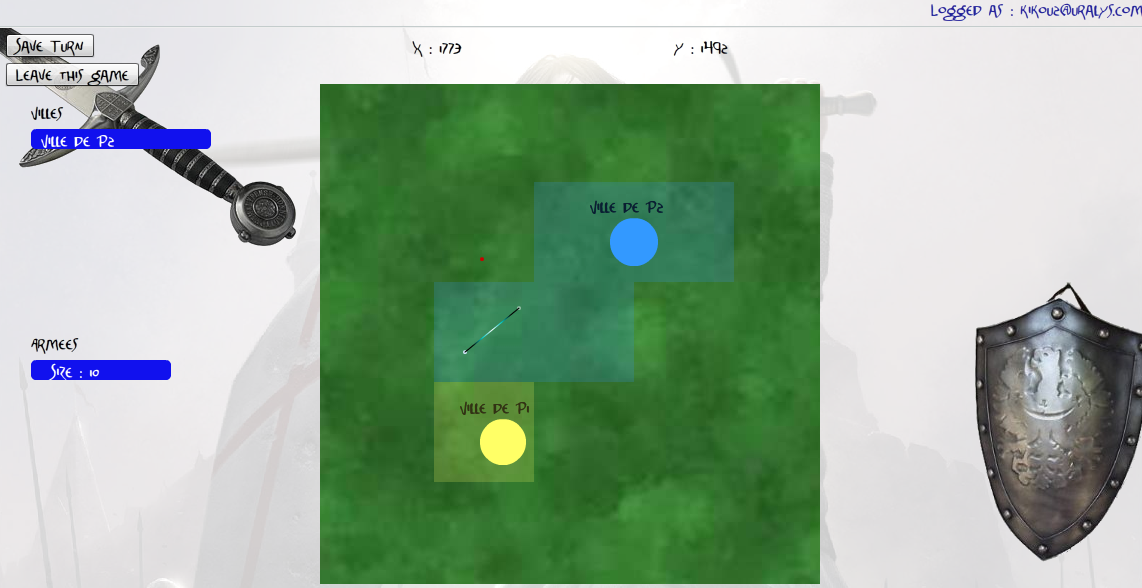 Logged as : kikou2@uralys.com
Save Turn
X : 1773
Y : 1492
Leave this game
Villes
Ville de P2
Ville de P2
Armees
Size : 10
Ville de P1